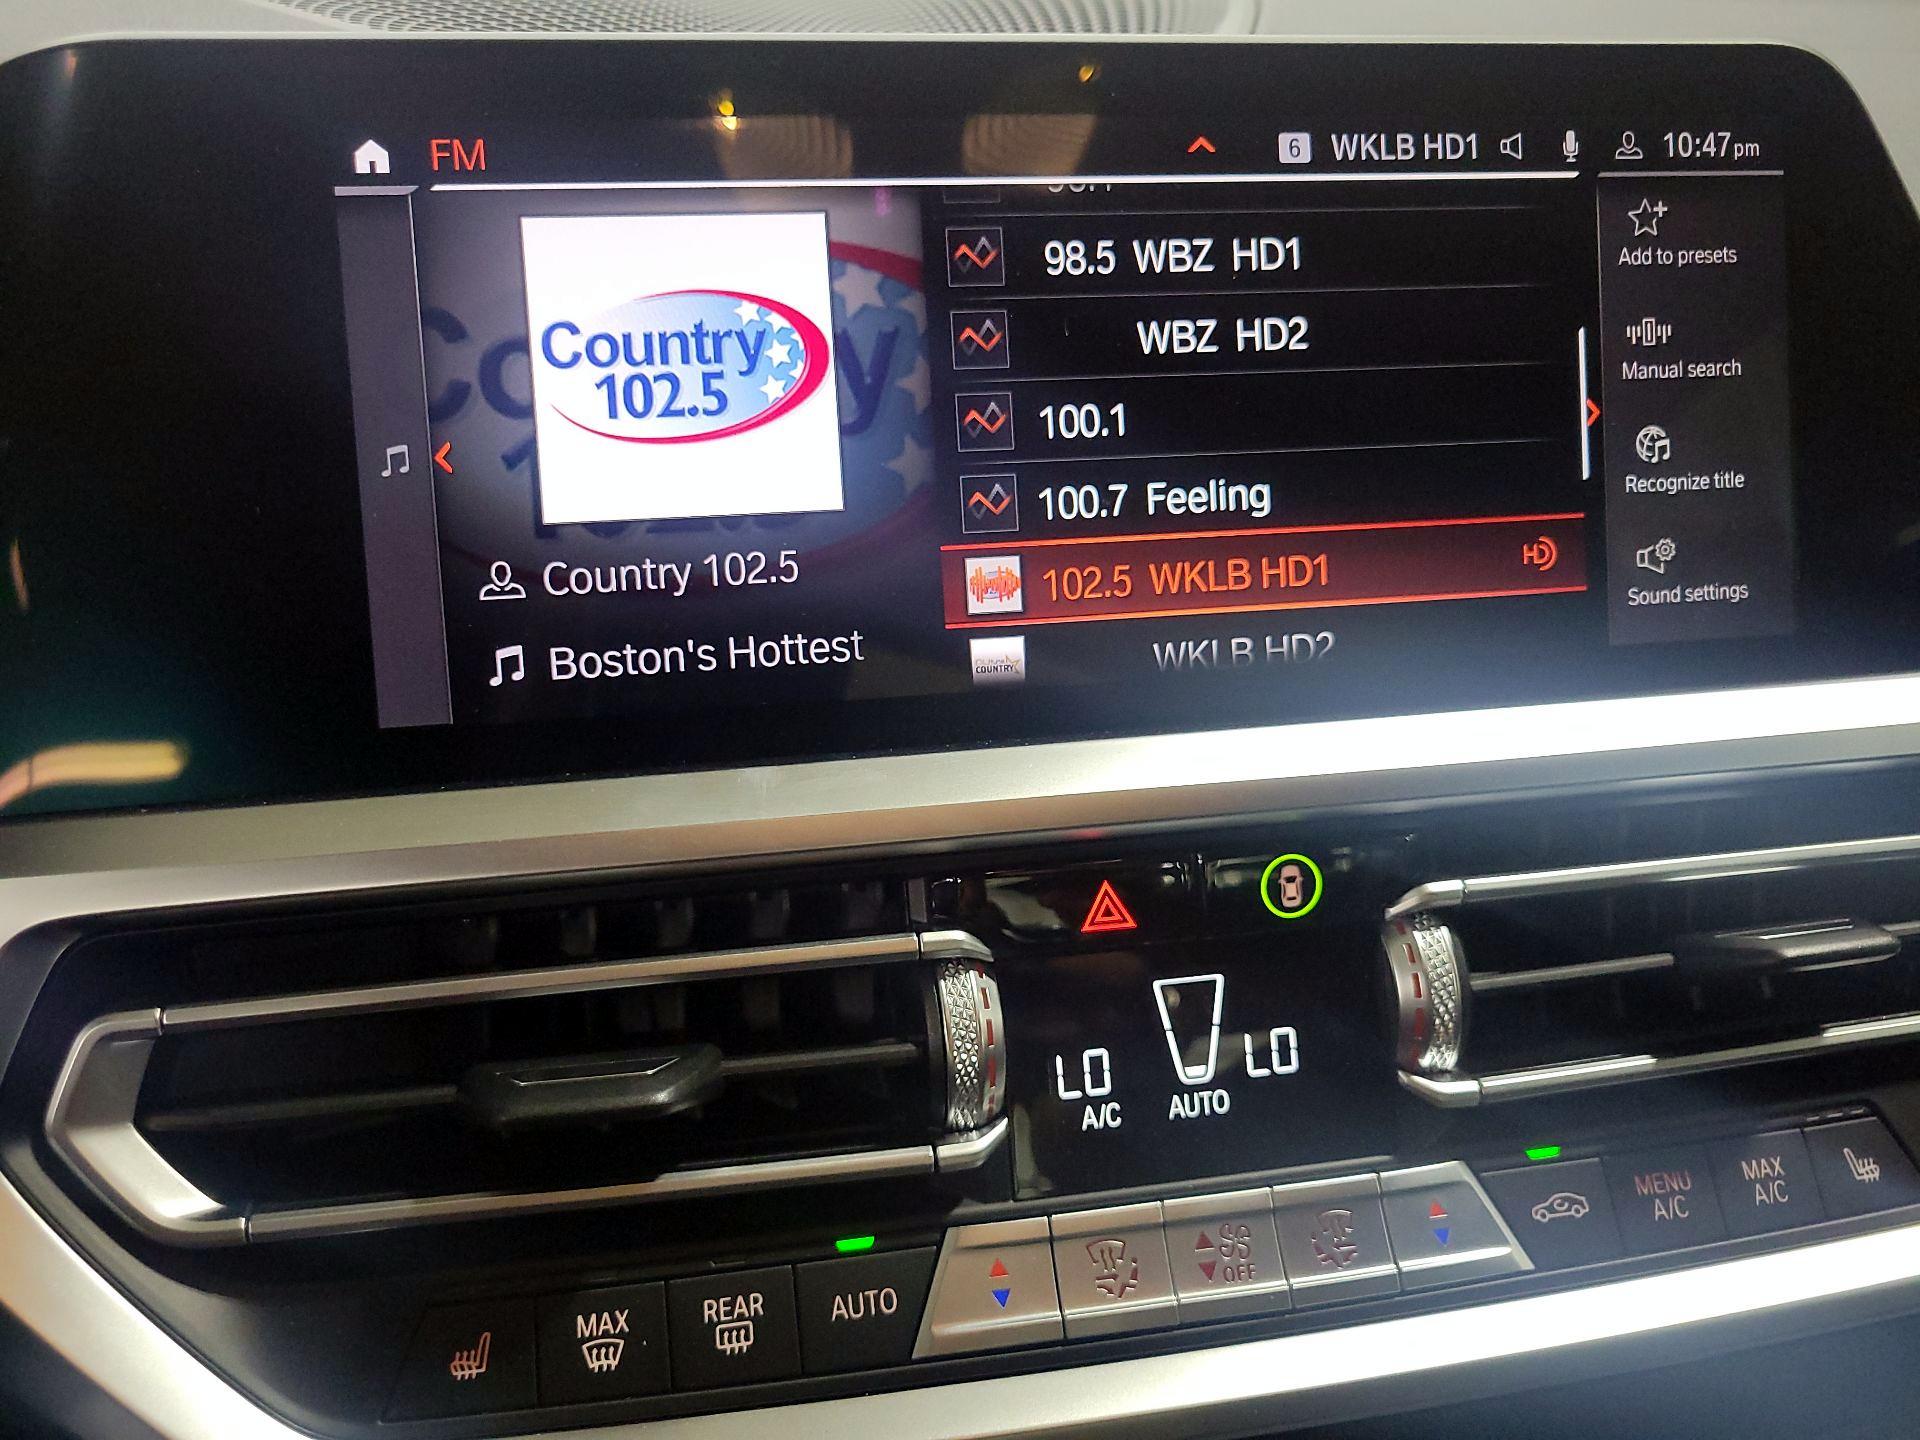 FM
6 WKLB HD1
10:47pm
Country
102.5
Country 102.5
Boston's Hottest
98.5 WBZ HD1
WBZ HD2
100.1
100.7 Feeling
102.5 WKLB HD1
HD
COUNTRY
WKLB HD2
Add to presets
Manual search
Recognize title
Sound settings
LO
A/C
AUTO
LO
MAX
REAR
AUTO
OFF
MENU
A/C
MAX
A/C